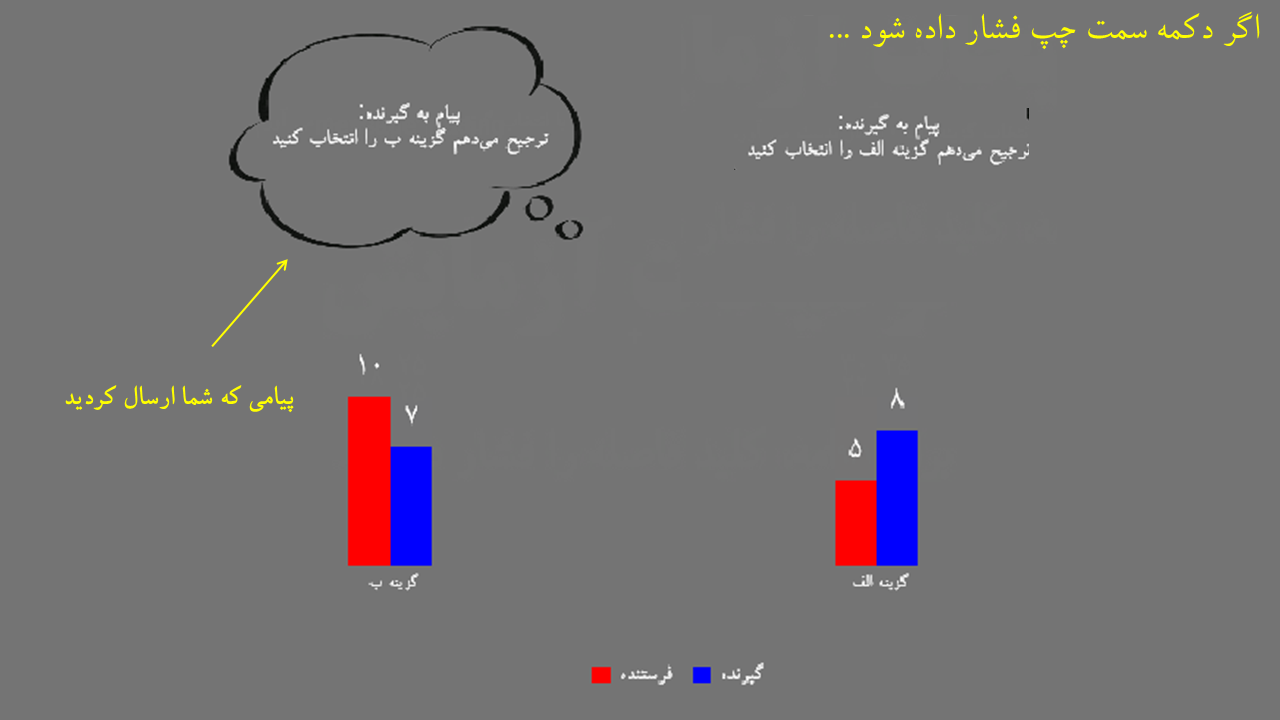 اگر دکمه سمت چپ فشار داده شود ...
پیام به گیرنده:
ترجیح می‌دهم گزینه الف را انتخاب کنید
پیام به گیرنده:
ترجیح می‌دهم گزینه ب را انتخاب کنید
پیامی که شما ارسال کردید
۸
۵
گزینه الف
۱۰
۷
گزینه ب
گیرنده
فرستنده